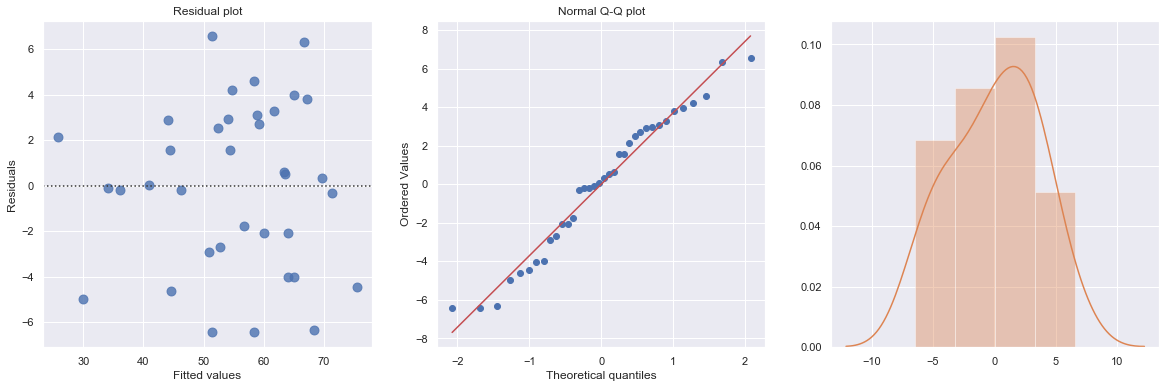 Residual plot
6
4
2
0
−2
−4
−6
Residuals
30 40 50 60 70
Fitted values
Normal Q-Q plot
8
6
4
2
0
−2
−4
−6
−8
Ordered Values
−2 −1 0 1 2
Theoretical quantiles
0.10
0.08
0.06
0.04
0.02
0.00
−10 −5 0 5 10